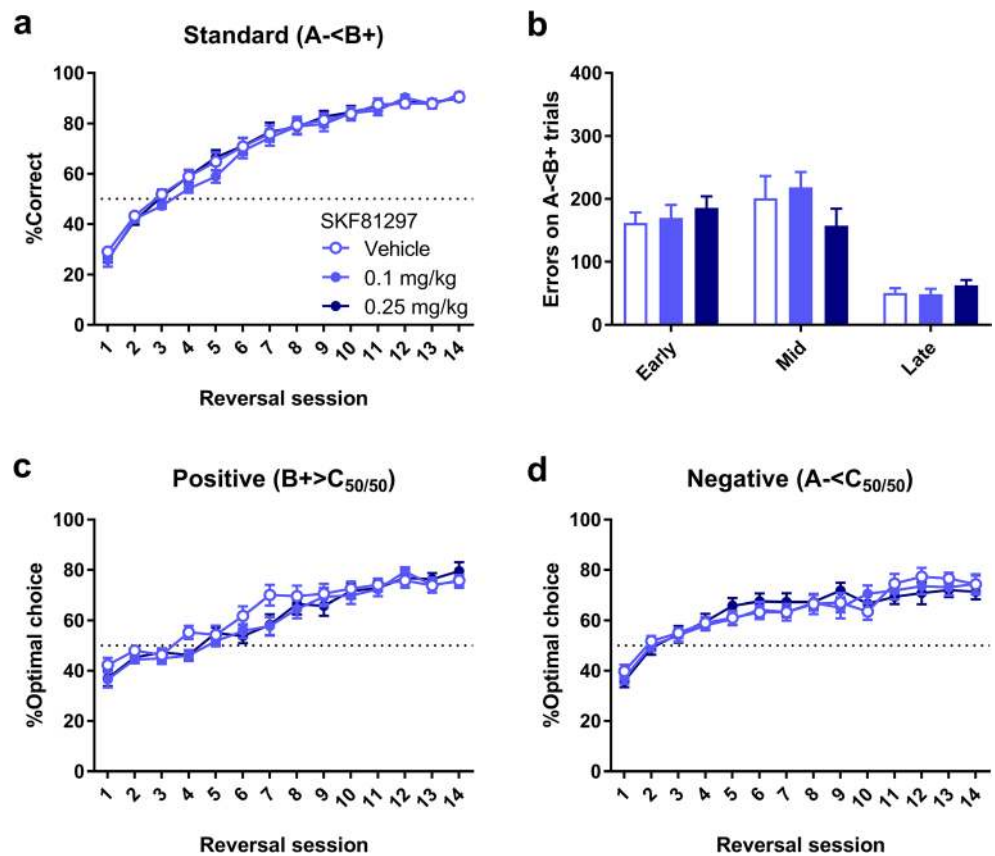 a
Standard (A-<B+)
%Correct
100
80
60
40
20
0
SKF81297
Vehicle
0.1 mg/kg
0.25 mg/kg
1 2 3 4 5 6 7 8 9 10 11 12 13 14
Reversal session
b
Errors on A-<B+ trials
400
300
200
100
0
Early Mid Late
c
Positive (B+>C50/50)
%Optimal choice
100
80
60
40
20
0
1 2 3 4 5 6 7 8 9 10 11 12 13 14
Reversal session
d
Negative (A-<C50/50)
%Optimal choice
100
80
60
40
20
0
1 2 3 4 5 6 7 8 9 10 11 12 13 14
Reversal session